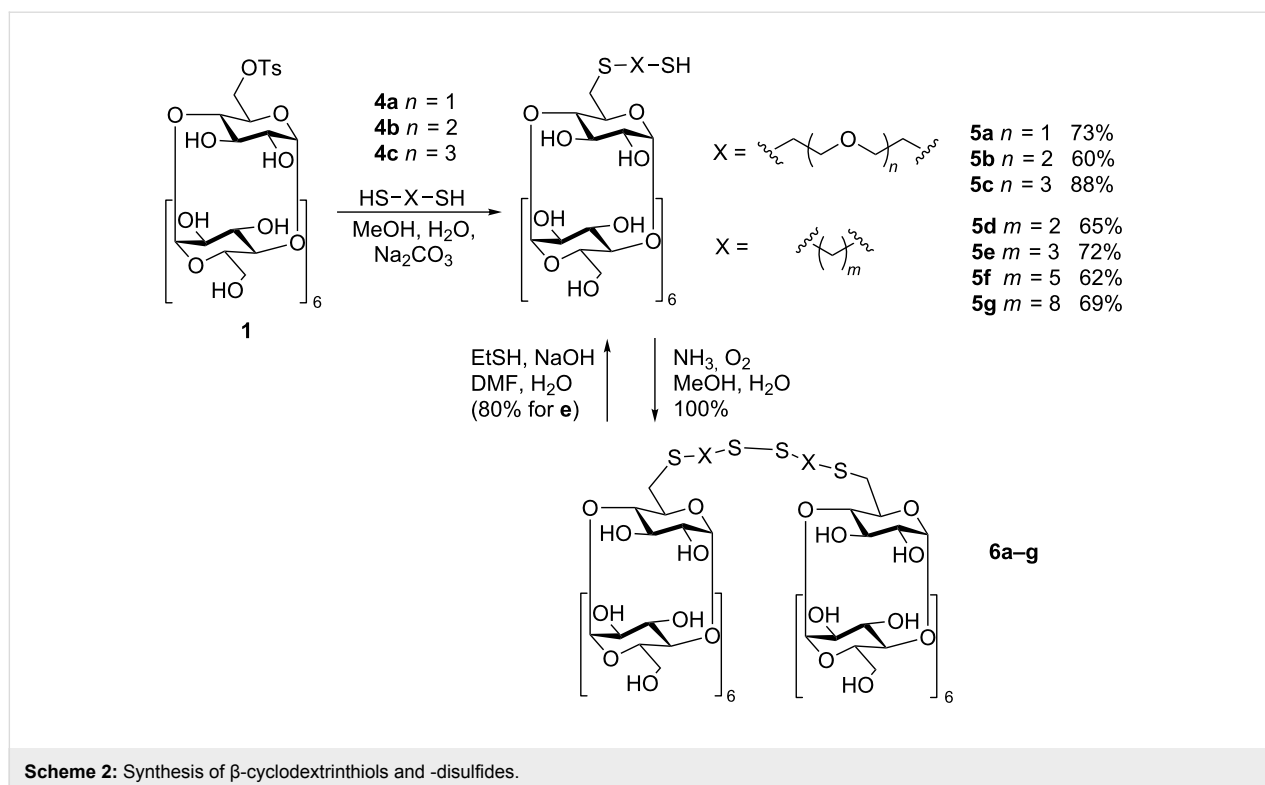 OTs
O
O
HO
HO
OH
OH
O
O
HO
6
1
4a n = 1
4b n = 2
4c n = 3
HS–X–SH
MeOH, H₂O,
Na₂CO₃
S–X–SH
O
O
HO
HO
OH
OH
O
O
HO
6
X =
O
n
5a n = 1 73%
5b n = 2 60%
5c n = 3 88%
X =
m
5d m = 2 65%
5e m = 3 72%
5f m = 5 62%
5g m = 8 69%
EtSH, NaOH
DMF, H₂O
(80% for e)
NH₃, O₂
MeOH, H₂O
100%
S–X–S–S–X–S
O
O
HO
HO
OH
OH
O
O
HO
6
O
O
HO
HO
OH
OH
O
O
HO
6
6a–g
Scheme 2: Synthesis of β-cyclodextrinthiols and -disulfides.